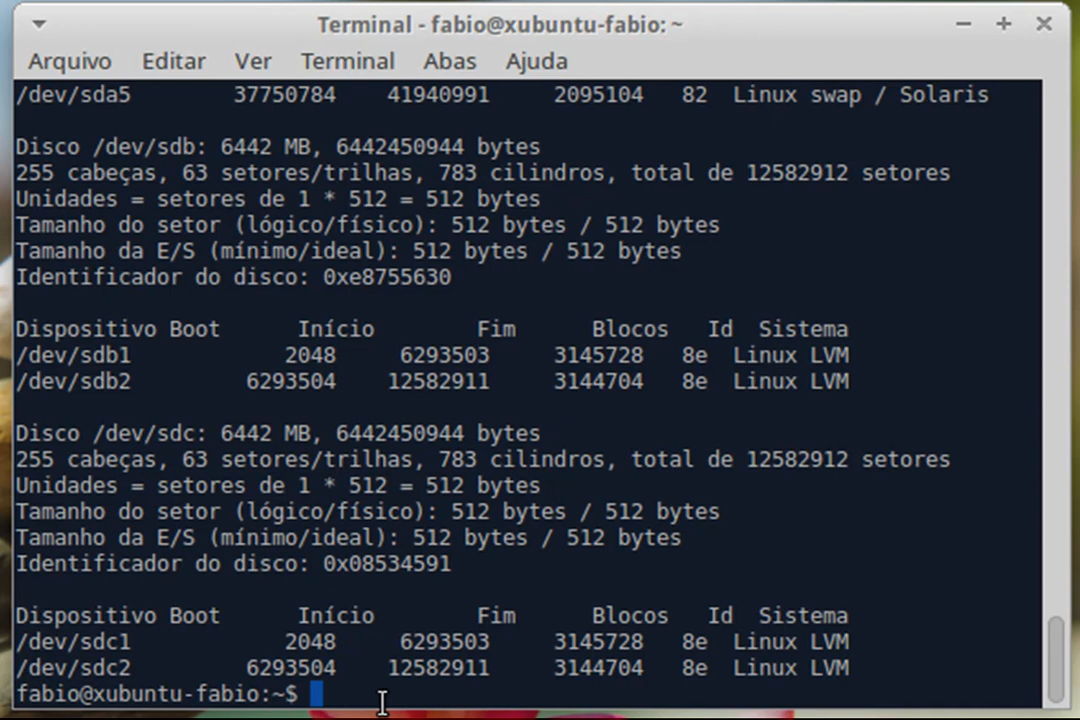 Terminal - fabio@xubuntu-fabio: ~
Arquivo Editar Ver Terminal Abas Ajuda
/dev/sda5 37750784 41940991 2095104 82 Linux swap / Solaris
Disco /dev/sdb: 6442 MB, 6442450944 bytes
255 cabeças, 63 setores/trilhas, 783 cilindros, total de 12582912 setores
Unidades = setores de 1 * 512 = 512 bytes
Tamanho do setor (lógico/físico): 512 bytes / 512 bytes
Tamanho da E/S (mínimo/ideal): 512 bytes / 512 bytes
Identificador do disco: 0xe8755630
Dispositivo Boot Início Fim Blocos Id Sistema
/dev/sdb1 2048 6293503 3145728 8e Linux LVM
/dev/sdb2 6293504 12582911 3144704 8e Linux LVM
Disco /dev/sdc: 6442 MB, 6442450944 bytes
255 cabeças, 63 setores/trilhas, 783 cilindros, total de 12582912 setores
Unidades = setores de 1 * 512 = 512 bytes
Tamanho do setor (lógico/físico): 512 bytes / 512 bytes
Tamanho da E/S (mínimo/ideal): 512 bytes / 512 bytes
Identificador do disco: 0x08534591
Dispositivo Boot Início Fim Blocos Id Sistema
/dev/sdc1 2048 6293503 3145728 8e Linux LVM
/dev/sdc2 6293504 12582911 3144704 8e Linux LVM
fabio@xubuntu-fabio:~$